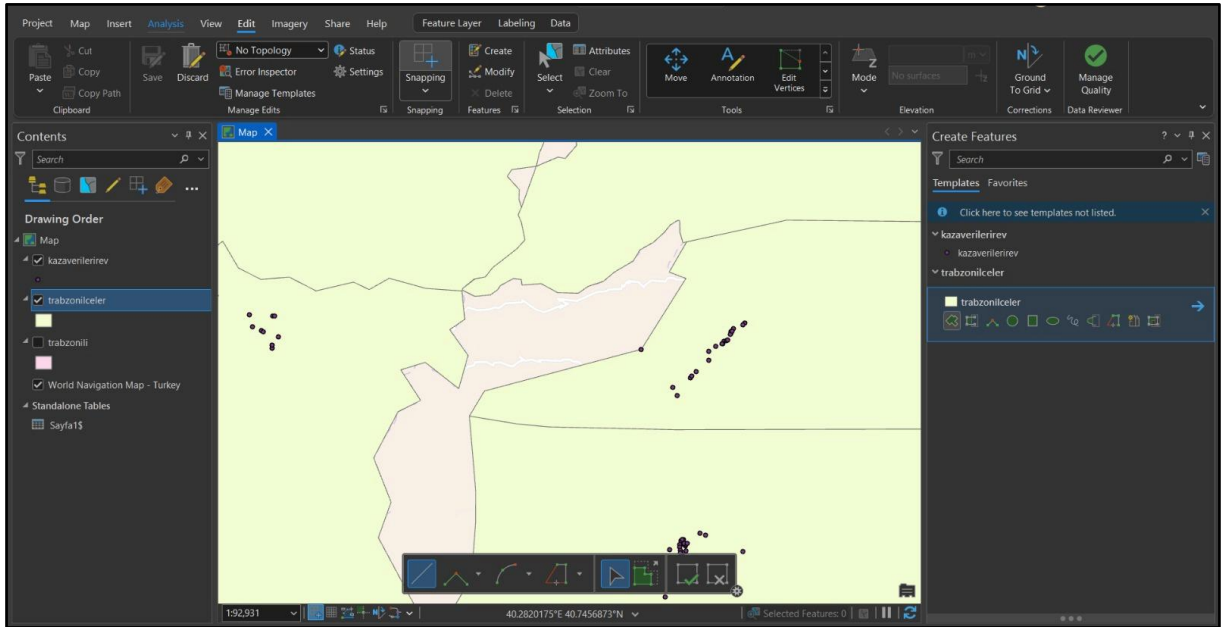 Project Map Insert Analysis View Edit Imagery Share Help Feature Layer Labeling Data
Paste
Cut
Copy
Copy Path
Clipboard
Save Discard
No Topology
Error Inspector
Manage Templates
Status
Settings
Manage Edits
Snapping
Snapping
Create
Modify
Delete
Features
Select
Attributes
Clear
Zoom To
Selection
Move Annotation Edit Vertices
Tools
Mode
No surfaces
Elevation
Ground To Grid
Corrections
Manage Quality
Data Reviewer
Contents
Search
Drawing Order
Map
kazaverilerirev
trabzonilceler
trabzonili
World Navigation Map - Turkey
Standalone Tables
Sayfa1$
Map
1:92,931
40.2820175°E 40.7456873°N
Selected Features: 0
Create Features
Search
Templates Favorites
Click here to see templates not listed.
kazaverilerirev
kazaverilerirev
trabzonilceler
trabzonilceler